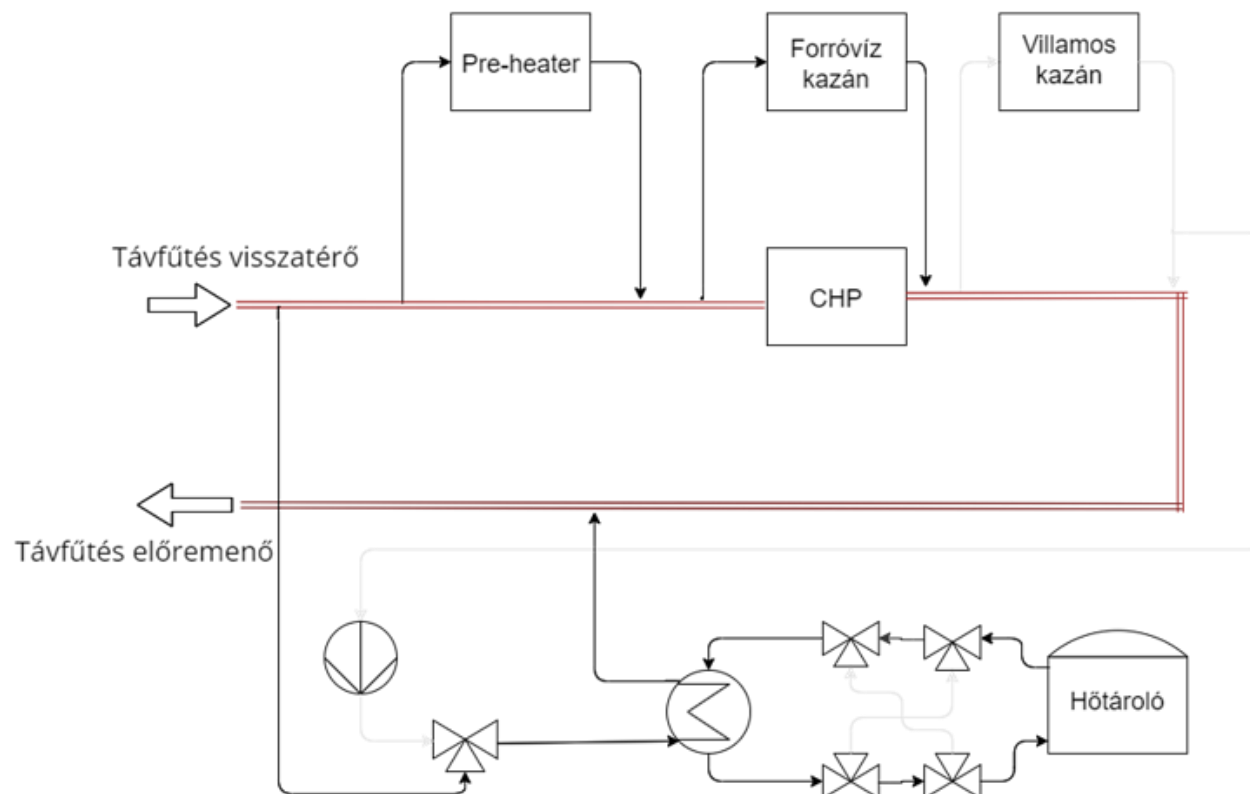 Pre-heater
Forróvíz
kazán
Villamos
kazán
Távfűtés visszatérő
CHP
Távfűtés előremenő
Hőtároló